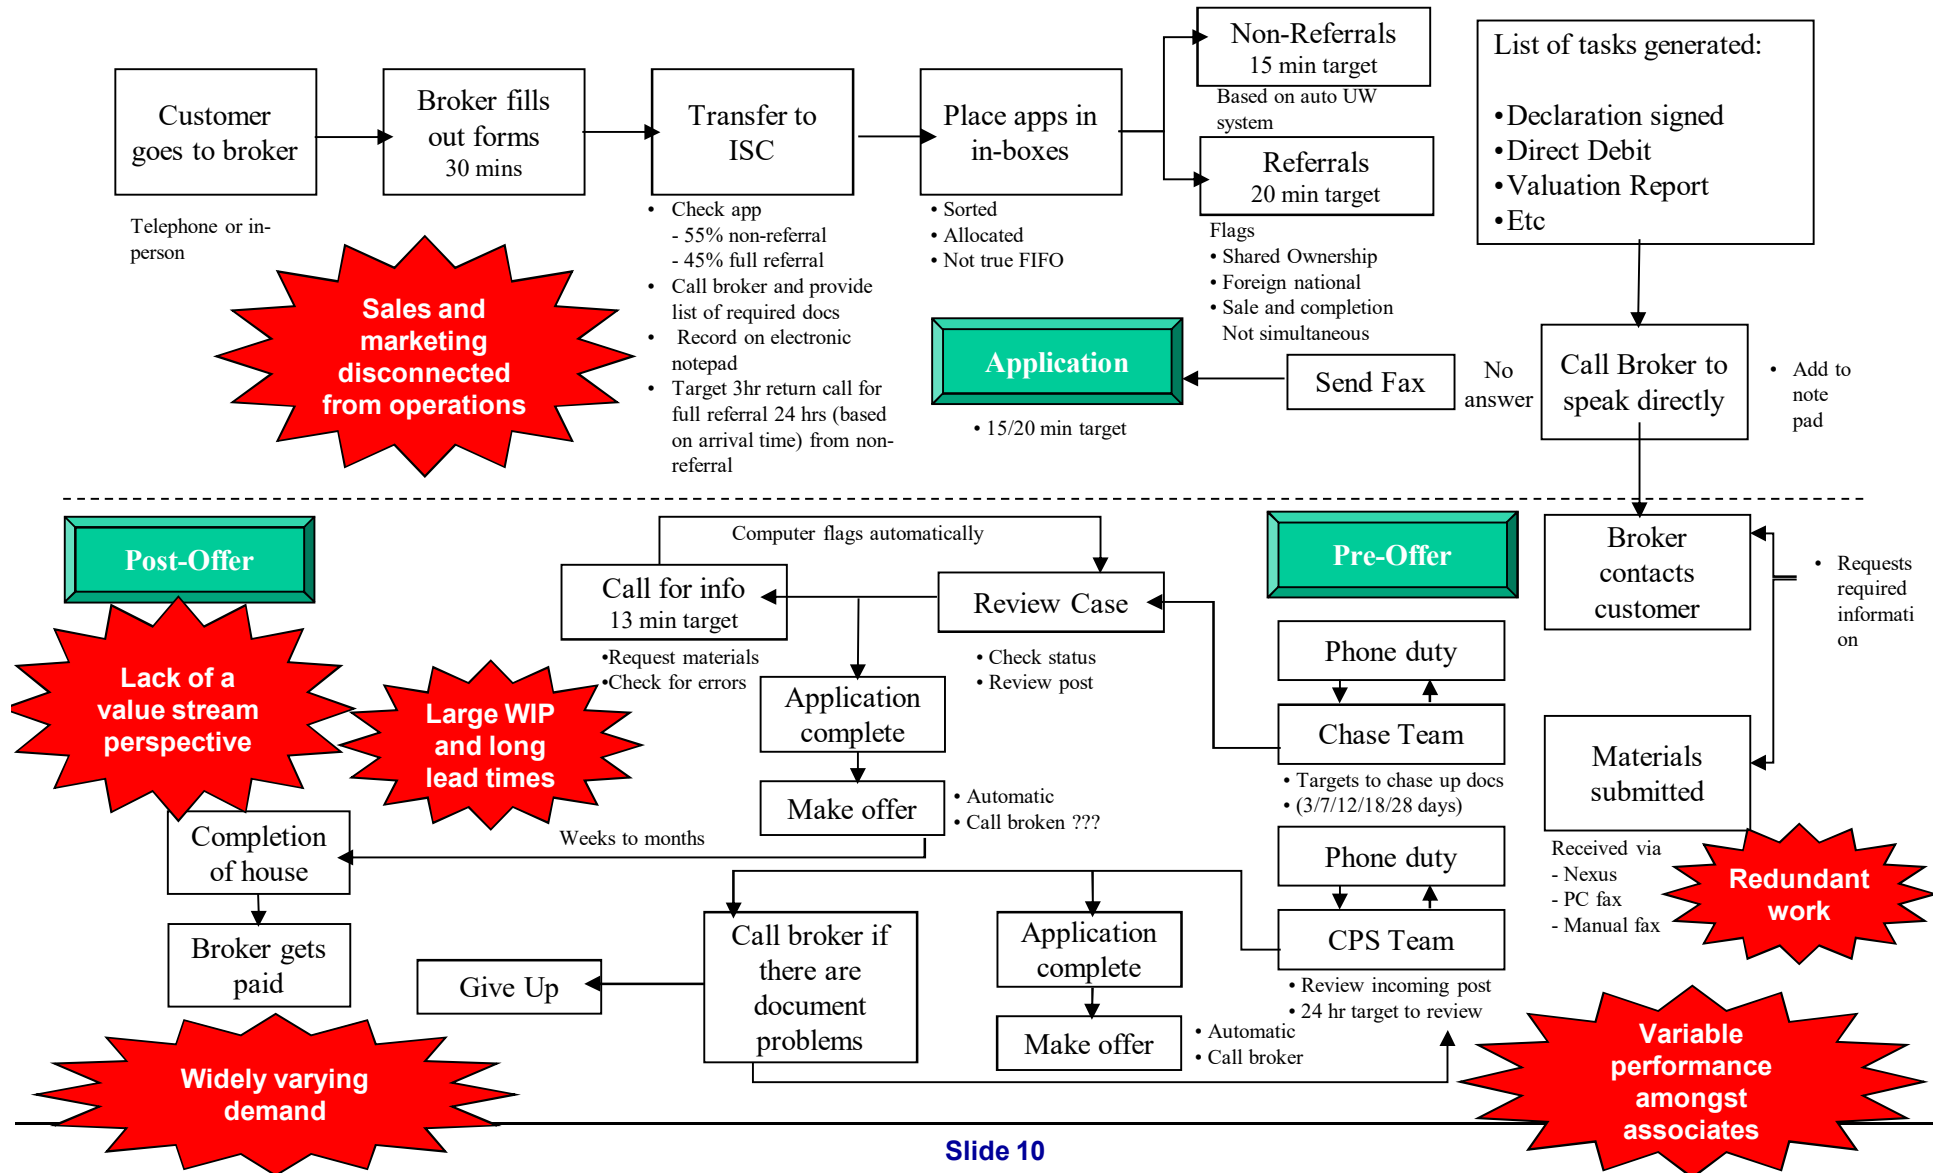 Customer
goes to broker
Telephone or in-
person
Broker fills
out forms
30 mins
Transfer to
ISC
• Check app
- 55% non-referral
- 45% full referral
• Call broker and provide
list of required docs
• Record on electronic
notepad
• Target 3hr return call for
full referral 24 hrs (based
on arrival time) from non-
referral
Place apps in
in-boxes
• Sorted
• Allocated
• Not true FIFO
Non-Referrals
15 min target
Based on auto UW
system
Referrals
20 min target
Flags
• Shared Ownership
• Foreign national
• Sale and completion
Not simultaneous
List of tasks generated:
• Declaration signed
• Direct Debit
• Valuation Report
• Etc
Sales and
marketing
disconnected
from operations
Application
• 15/20 min target
Send Fax
No
answer
Call Broker to
speak directly
• Add to
note
pad
Post-Offer
Computer flags automatically
Pre-Offer
Call for info
13 min target
• Request materials
• Check for errors
Review Case
• Check status
• Review post
Broker
contacts
customer
• Requests
required
informati
on
Lack of a
value stream
perspective
Large WIP
and long
lead times
Application
complete
Make offer
• Automatic
• Call broken ???
Phone duty
Chase Team
• Targets to chase up docs
• (3/7/12/18/28 days)
Materials
submitted
Received via
- Nexus
- PC fax
- Manual fax
Redundant
work
Completion
of house
Weeks to months
Broker gets
paid
Phone duty
CPS Team
• Review incoming post
• 24 hr target to review
Give Up
Call broker if
there are
document
problems
Application
complete
Make offer
• Automatic
• Call broker
Widely varying
demand
Variable
performance
amongst
associates
Slide 10